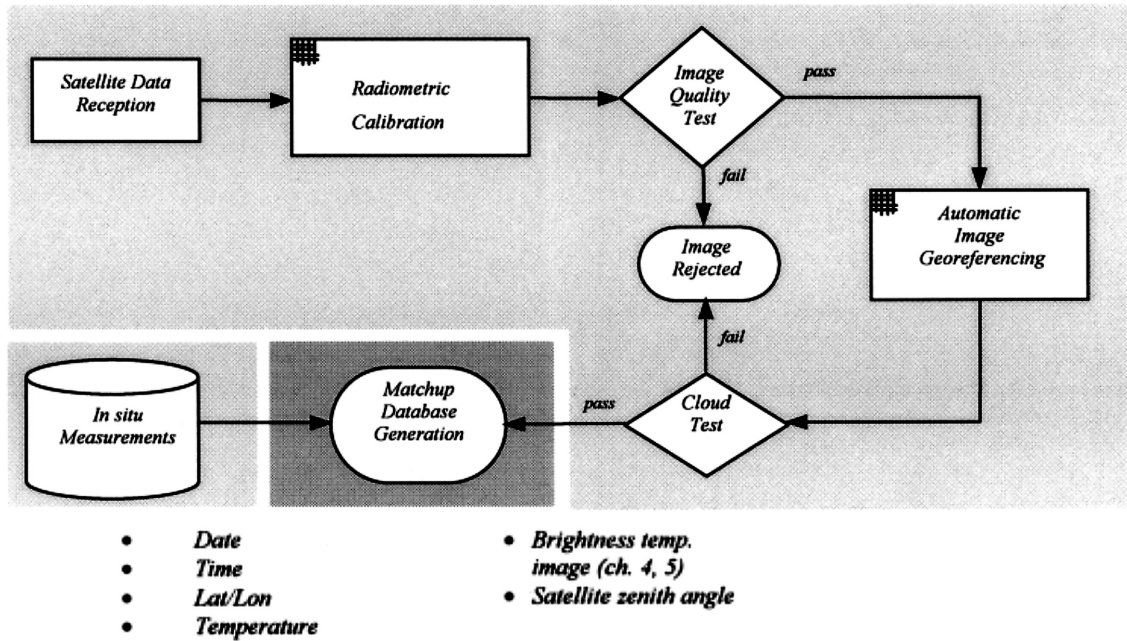 Satellite Data
Reception
Radiometric
Calibration
Image
Quality
Test
pass
fail
Automatic
Image
Georeferencing
Image
Rejected
fail
Cloud
Test
pass
Matchup
Database
Generation
In situ
Measurements
• Date
• Time
• Lat/Lon
• Temperature
• Brightness temp.
image (ch. 4, 5)
• Satellite zenith angle